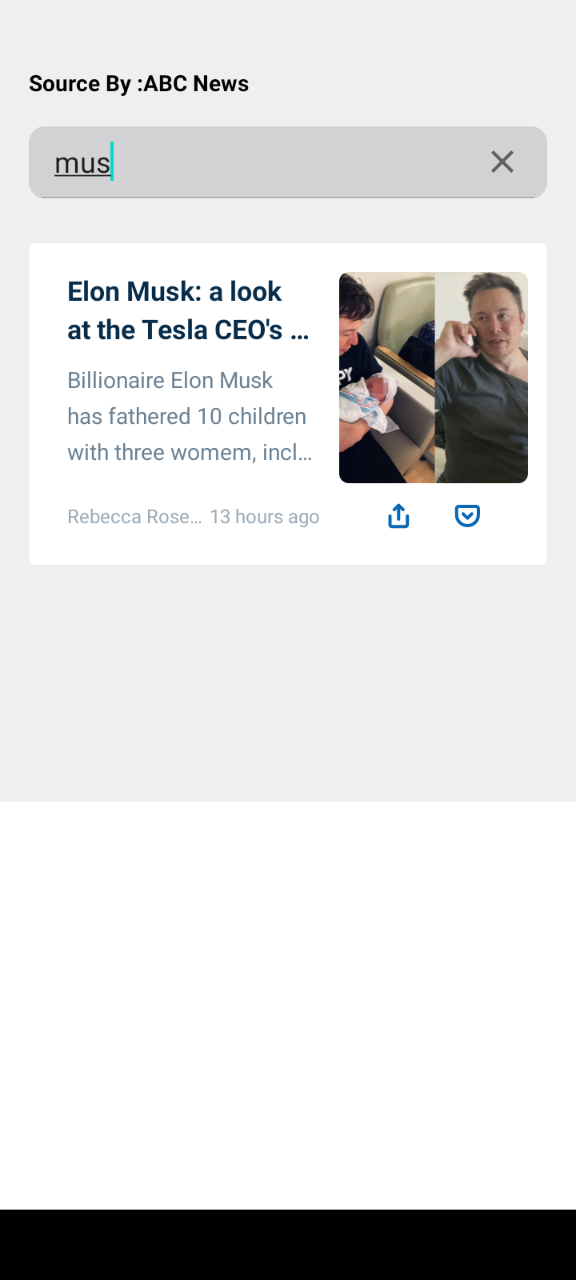 Source By :ABC News
mus
Elon Musk: a look
at the Tesla CEO's ...
Billionaire Elon Musk
has fathered 10 children
with three womem, incl...
Rebecca Rose... 13 hours ago